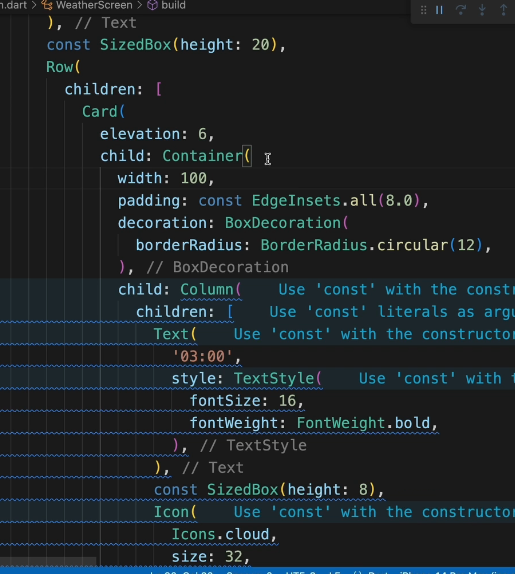 n.dart > WeatherScreen > build
), // Text
const SizedBox(height: 20),
Row(
children: [
Card(
elevation: 6,
child: Container(
width: 100,
padding: const EdgeInsets.all(8.0),
decoration: BoxDecoration(
borderRadius: BorderRadius.circular(12),
), // BoxDecoration
child: Column( Use 'const' with the constr
children: [ Use 'const' literals as argu
Text( Use 'const' with the constructor
'03:00',
style: TextStyle( Use 'const' with t
fontSize: 16,
fontWeight: FontWeight.bold,
), // TextStyle
), // Text
const SizedBox(height: 8),
Icon( Use 'const' with the constructor
Icons.cloud,
size: 32,